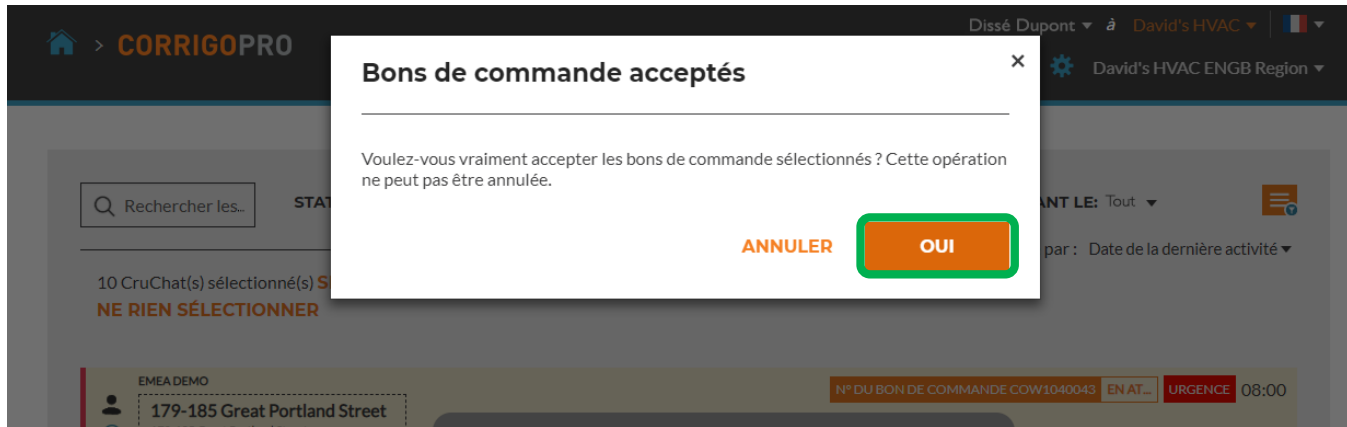 Dissé Dupont à David's HVAC
> CORRIGOPRO
David's HVAC ENGB Region
Bons de commande acceptés ×
Voulez-vous vraiment accepter les bons de commande sélectionnés ? Cette opération
ne peut pas être annulée.
ANNULER OUI
Rechercher les...
LE: Tout
par : Date de la dernière activité
10 CruChat(s) sélectionné(s)
NE RIEN SÉLECTIONNER
EMEA DEMO
N° DU BON DE COMMANDE COW1040043 EN AT... URGENCE 08:00
179-185 Great Portland Street